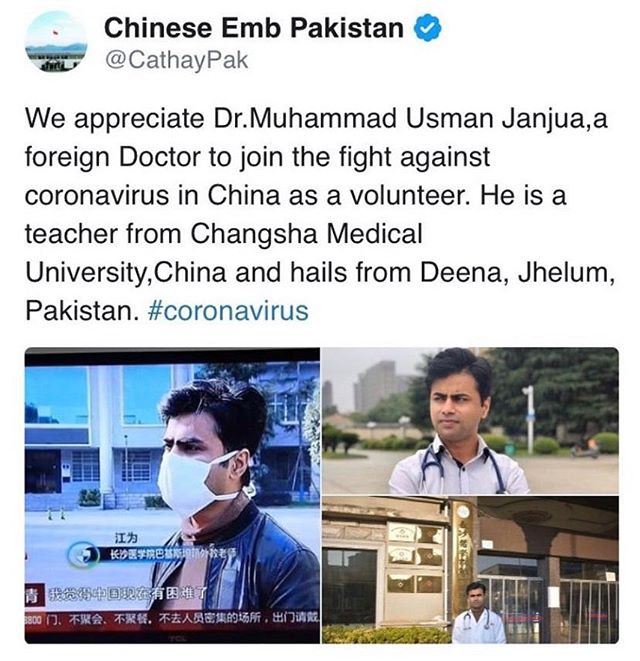 Chinese Emb Pakistan
@CathayPak
We appreciate Dr.Muhammad Usman Janjua,a
foreign Doctor to join the fight against
coronavirus in China as a volunteer. He is a
teacher from Changsha Medical
University,China and hails from Deena, Jhelum,
Pakistan. #coronavirus
江为
长沙医学院巴基斯坦籍外教老师
我觉得中国现在有困难了
800 门、不聚会、不聚餐。不去人员密集的场所，出门请戴
TCL